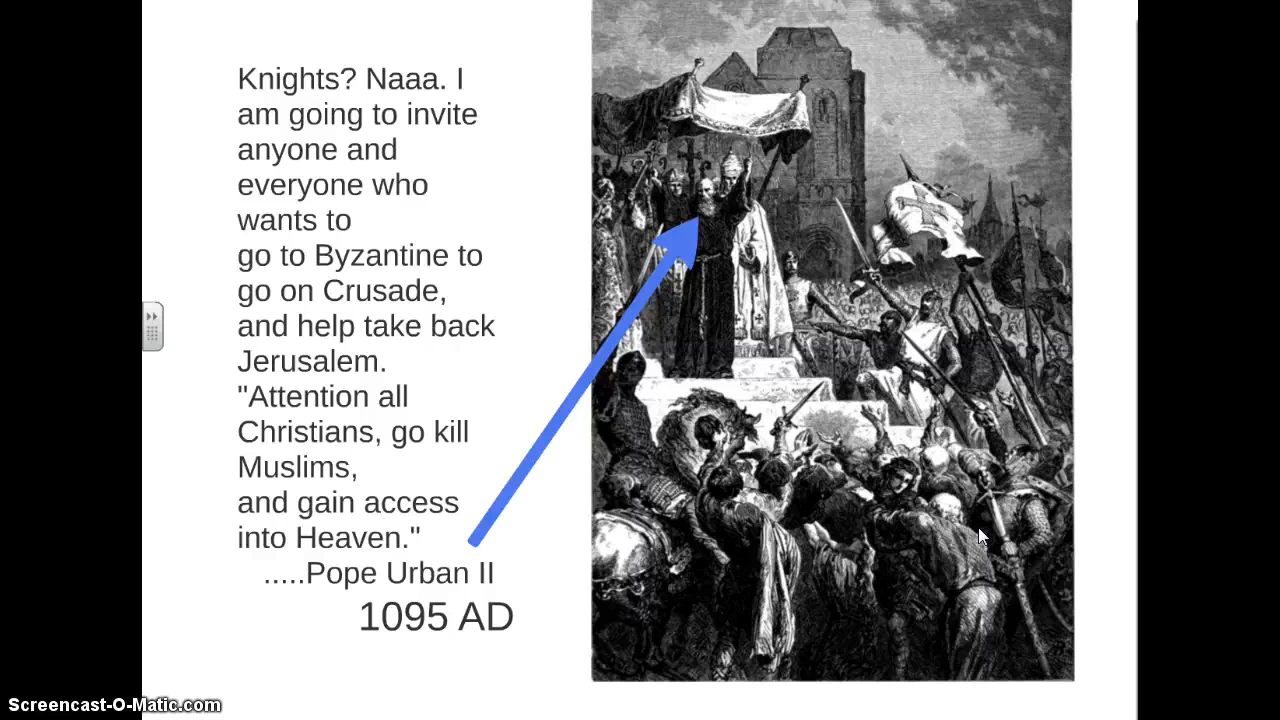 Knights? Naaa. I
am going to invite
anyone and
everyone who
wants to
go to Byzantine to
go on Crusade,
and help take back
Jerusalem.
"Attention all
Christians, go kill
Muslims,
and gain access
into Heaven."
.....Pope Urban II
1095 AD
Screencast-O-Matic.com